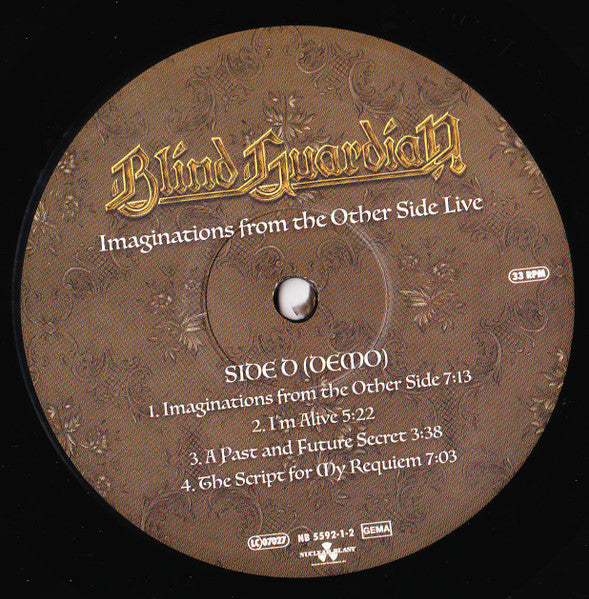 Blind Guardian
Imaginations from the Other Side Live
33 RPM
SIDE D (DEMO)
1. Imaginations from the Other Side 7:13
2. I'm Alive 5:22
3. A Past and Future Secret 3:38
4. The Script for My Requiem 7:03
LC 07027 NB 5592-1-2 GEMA
NUCLEAR BLAST